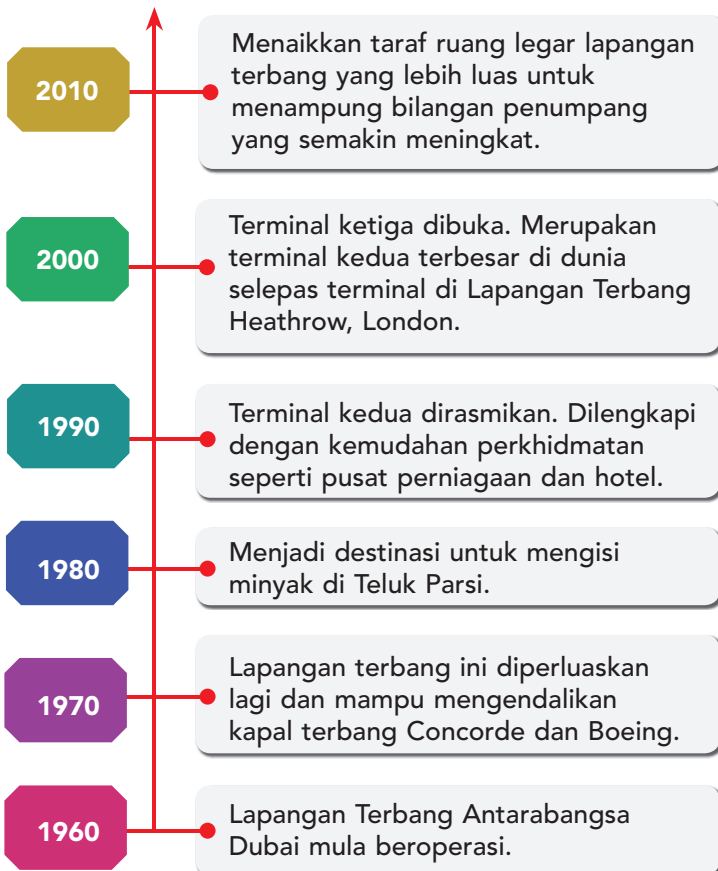 2010
Menaikkan taraf ruang legar lapangan
terbang yang lebih luas untuk
menampung bilangan penumpang
yang semakin meningkat.
2000
Terminal ketiga dibuka. Merupakan
terminal kedua terbesar di dunia
selepas terminal di Lapangan Terbang
Heathrow, London.
1990
Terminal kedua dirasmikan. Dilengkapi
dengan kemudahan perkhidmatan
seperti pusat perniagaan dan hotel.
1980
Menjadi destinasi untuk mengisi
minyak di Teluk Parsi.
1970
Lapangan terbang ini diperluaskan
lagi dan mampu mengendalikan
kapal terbang Concorde dan Boeing.
1960
Lapangan Terbang Antarabangsa
Dubai mula beroperasi.